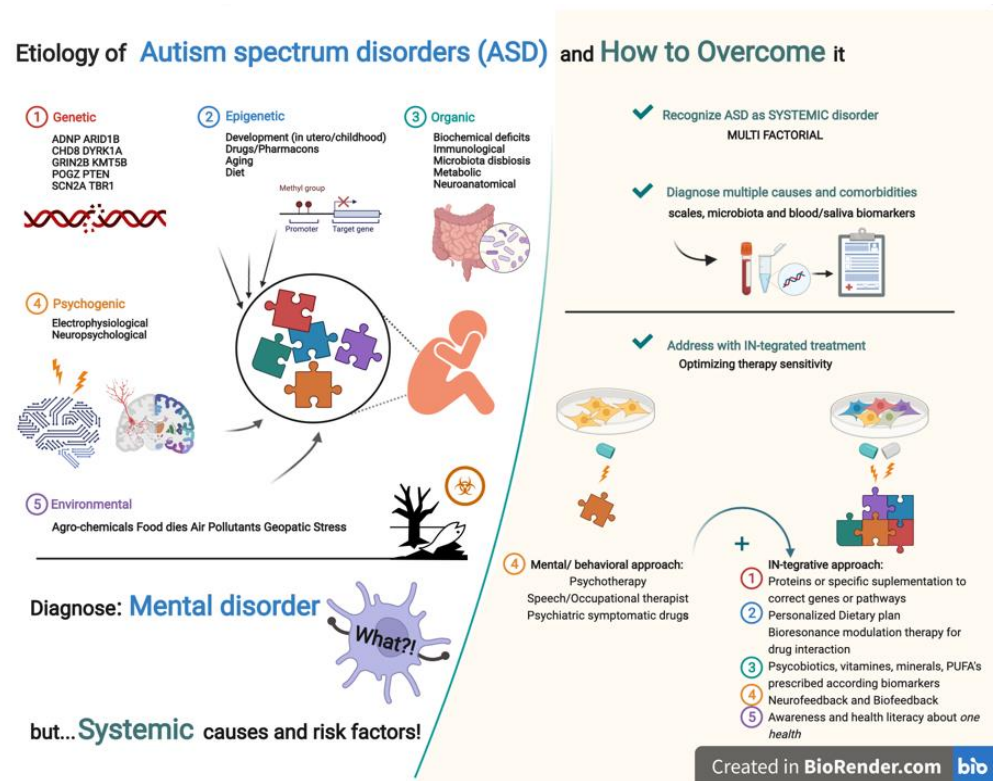 Etiology of Autism spectrum disorders (ASD) and How to Overcome it
1 Genetic
ADNP ARID1B
CHD8 DYRK1A
GRIN2B KMT5B
POGZ PTEN
SCN2A TBR1
2 Epigenetic
Development (in utero/childhood)
Drugs/Pharmacons
Aging
Diet
Methyl group
Promoter
Target gene
3 Organic
Biochemical deficits
Immunological
Microbiota disbiosis
Metabolic
Neuroanatomical
4 Psychogenic
Electrophysiological
Neuropsychological
5 Environmental
Agro-chemicals Food dies Air Pollutants Geopatic Stress
Diagnose: Mental disorder
What?!
but...Systemic causes and risk factors!
Recognize ASD as SYSTEMIC disorder
MULTI FACTORIAL
Diagnose multiple causes and comorbidities
scales, microbiota and blood/saliva biomarkers
Address with IN-tegrated treatment
Optimizing therapy sensitivity
4 Mental/ behavioral approach:
Psychotherapy
Speech/Occupational therapist
Psychiatric symptomatic drugs
+
IN-tegrative approach:
1 Proteins or specific suplementation to
correct genes or pathways
2 Personalized Dietary plan
Bioresonance modulation therapy for
drug interaction
3 Psycobiotics, vitamines, minerals, PUFA's
prescribed according biomarkers
4 Neurofeedback and Biofeedback
5 Awareness and health literacy about one
health
Created in BioRender.com bio